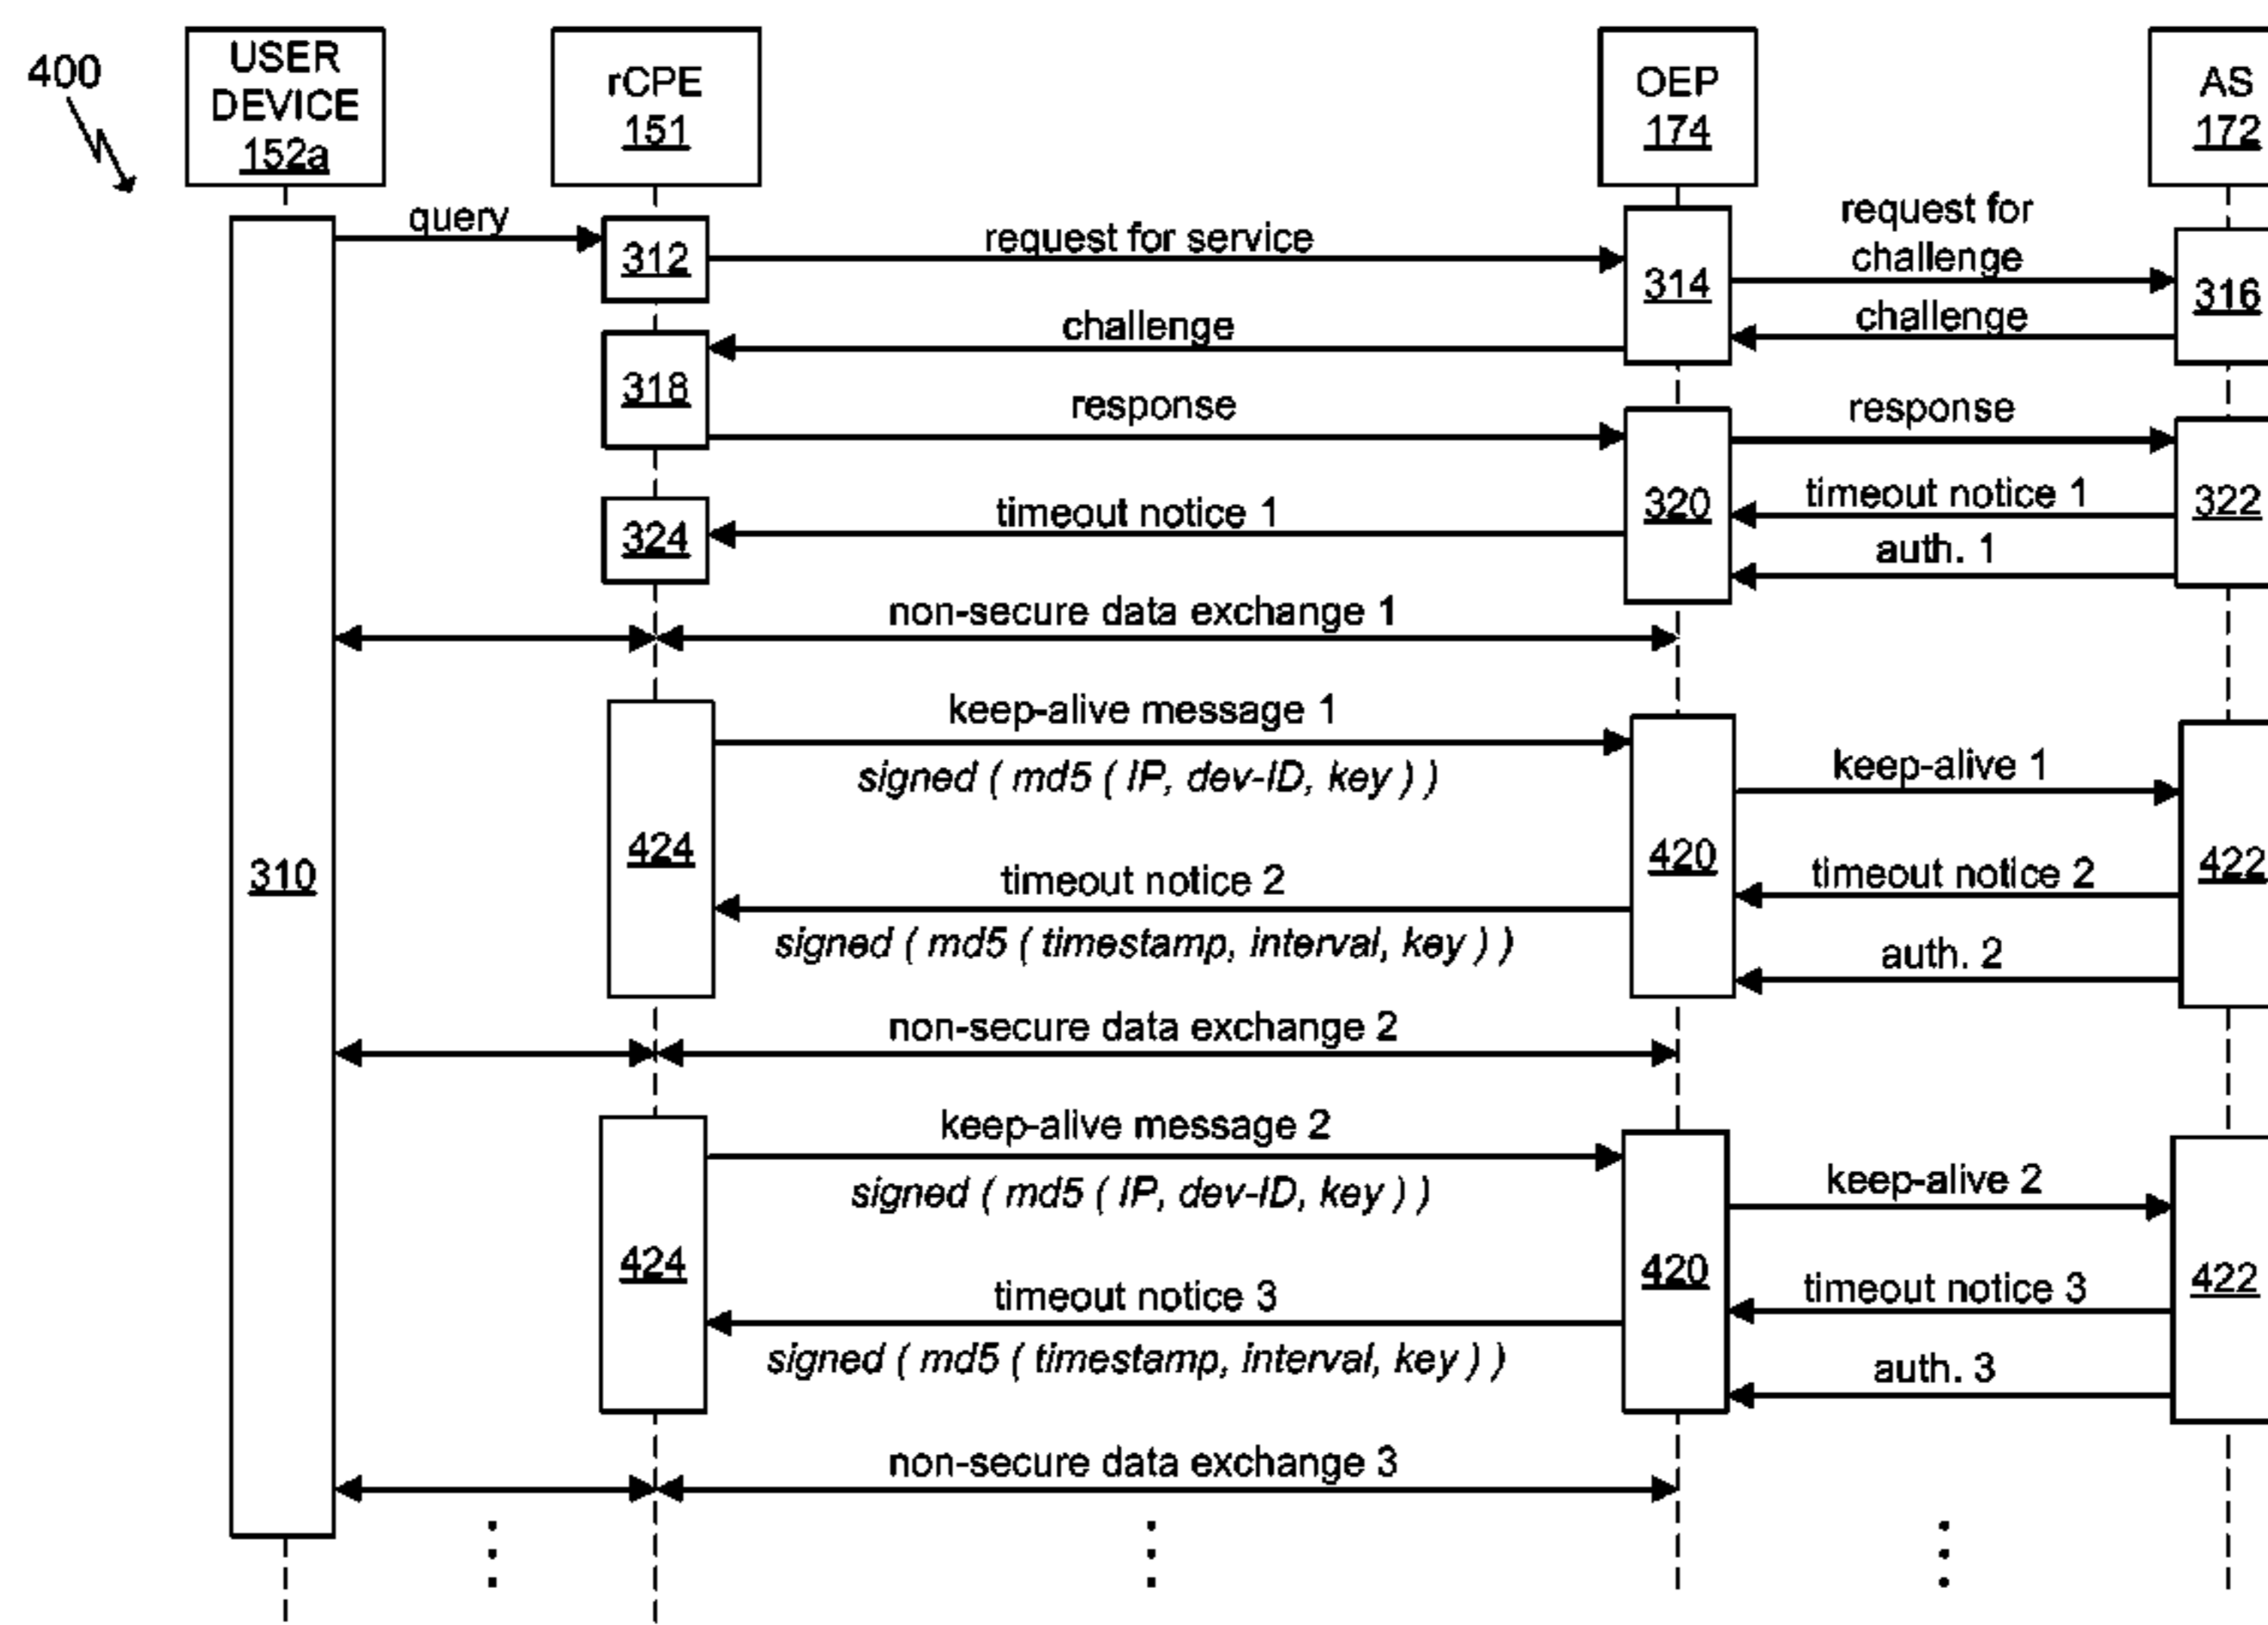 400
USER
DEVICE
152a
rCPE
151
OEP
174
AS
172
query
312
request for service
314
request for
challenge
316
challenge
challenge
318
response
response
320
322
324
timeout notice 1
timeout notice 1
auth. 1
non-secure data exchange 1
310
424
keep-alive message 1
signed ( md5 ( IP, dev-ID, key ) )
420
keep-alive 1
422
timeout notice 2
timeout notice 2
signed ( md5 ( timestamp, interval, key ) )
auth. 2
non-secure data exchange 2
424
keep-alive message 2
signed ( md5 ( IP, dev-ID, key ) )
420
keep-alive 2
422
timeout notice 3
timeout notice 3
signed ( md5 ( timestamp, interval, key ) )
auth. 3
non-secure data exchange 3